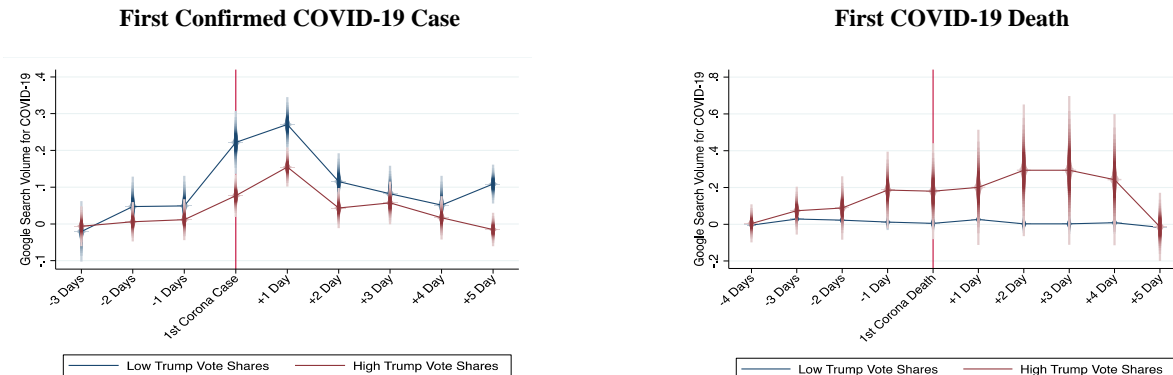 First Confirmed COVID-19 Case
Google Search Volume for COVID-19
.4
.3
.2
.1
0
-.1
-3 Days
-2 Days
-1 Days
1st Corona Case
+1 Day
+2 Day
+3 Day
+4 Day
+5 Day
Low Trump Vote Shares High Trump Vote Shares
First COVID-19 Death
Google Search Volume for COVID-19
.8
.6
.4
.2
0
-.2
-4 Days
-3 Days
-2 Days
-1 Day
1st Corona Death
+1 Day
+2 Day
+3 Day
+4 Day
+5 Day
Low Trump Vote Shares High Trump Vote Shares